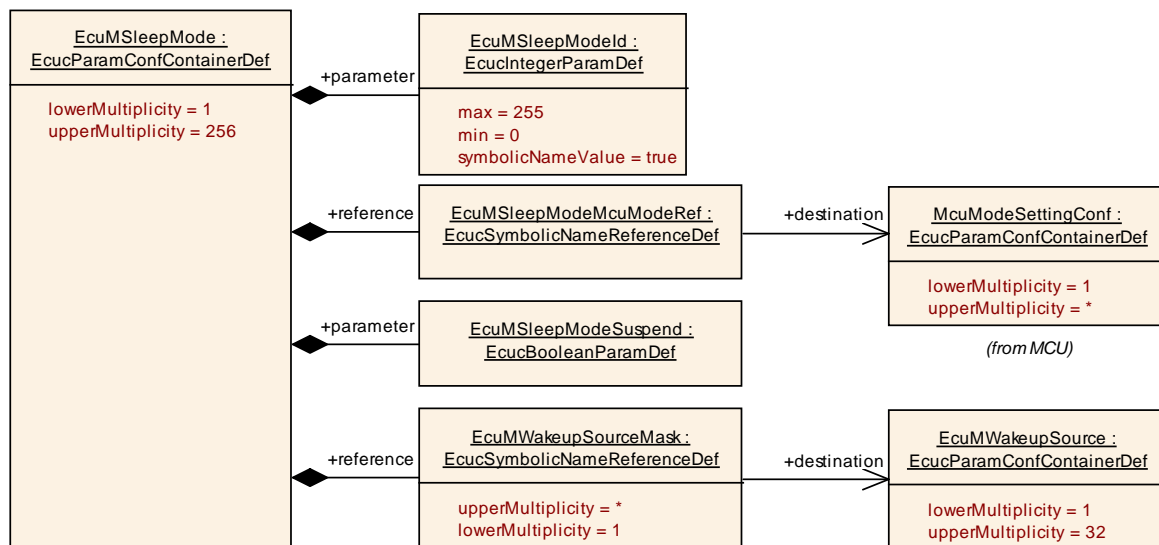 EcuMSleepMode :
EcucParamConfContainerDef
lowerMultiplicity = 1
upperMultiplicity = 256
+parameter
EcuMSleepModeId :
EcucIntegerParamDef
max = 255
min = 0
symbolicNameValue = true
+reference
EcuMSleepModeMcuModeRef :
EcucSymbolicNameReferenceDef
+destination
McuModeSettingConf :
EcucParamConfContainerDef
lowerMultiplicity = 1
upperMultiplicity = *
(from MCU)
+parameter
EcuMSleepModeSuspend :
EcucBooleanParamDef
+reference
EcuMWakeupSourceMask :
EcucSymbolicNameReferenceDef
upperMultiplicity = *
lowerMultiplicity = 1
+destination
EcuMWakeupSource :
EcucParamConfContainerDef
lowerMultiplicity = 1
upperMultiplicity = 32